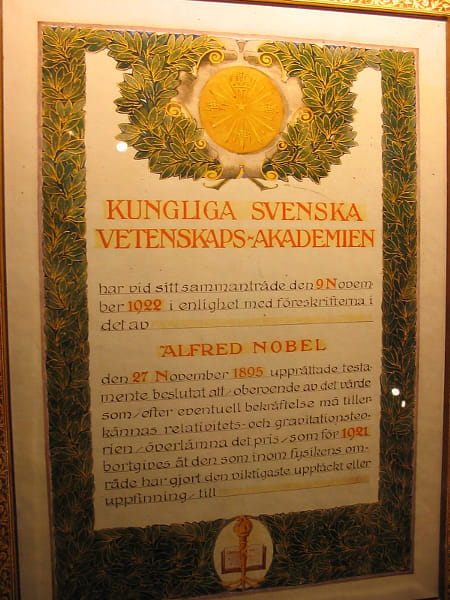 KUNGLIGA SVENSKA
VETENSKAPS-AKADEMIEN
har vid sitt sammanträde den 9 Novem
ber 1922 i enlighet med föreskrifterna i
det av
ALFRED NOBEL
den 27 November 1895 upprättade testa-
mente beslutat att / oberoende av det värde
som / efter eventuell bekräftelse må tiller-
kännas relativitets- och gravitationsteo-
rien / överlämna det pris / som för 1921
bortgives åt den som inom fysikens om-
råde har gjort den viktigaste upptäckt eller
uppfinning / till